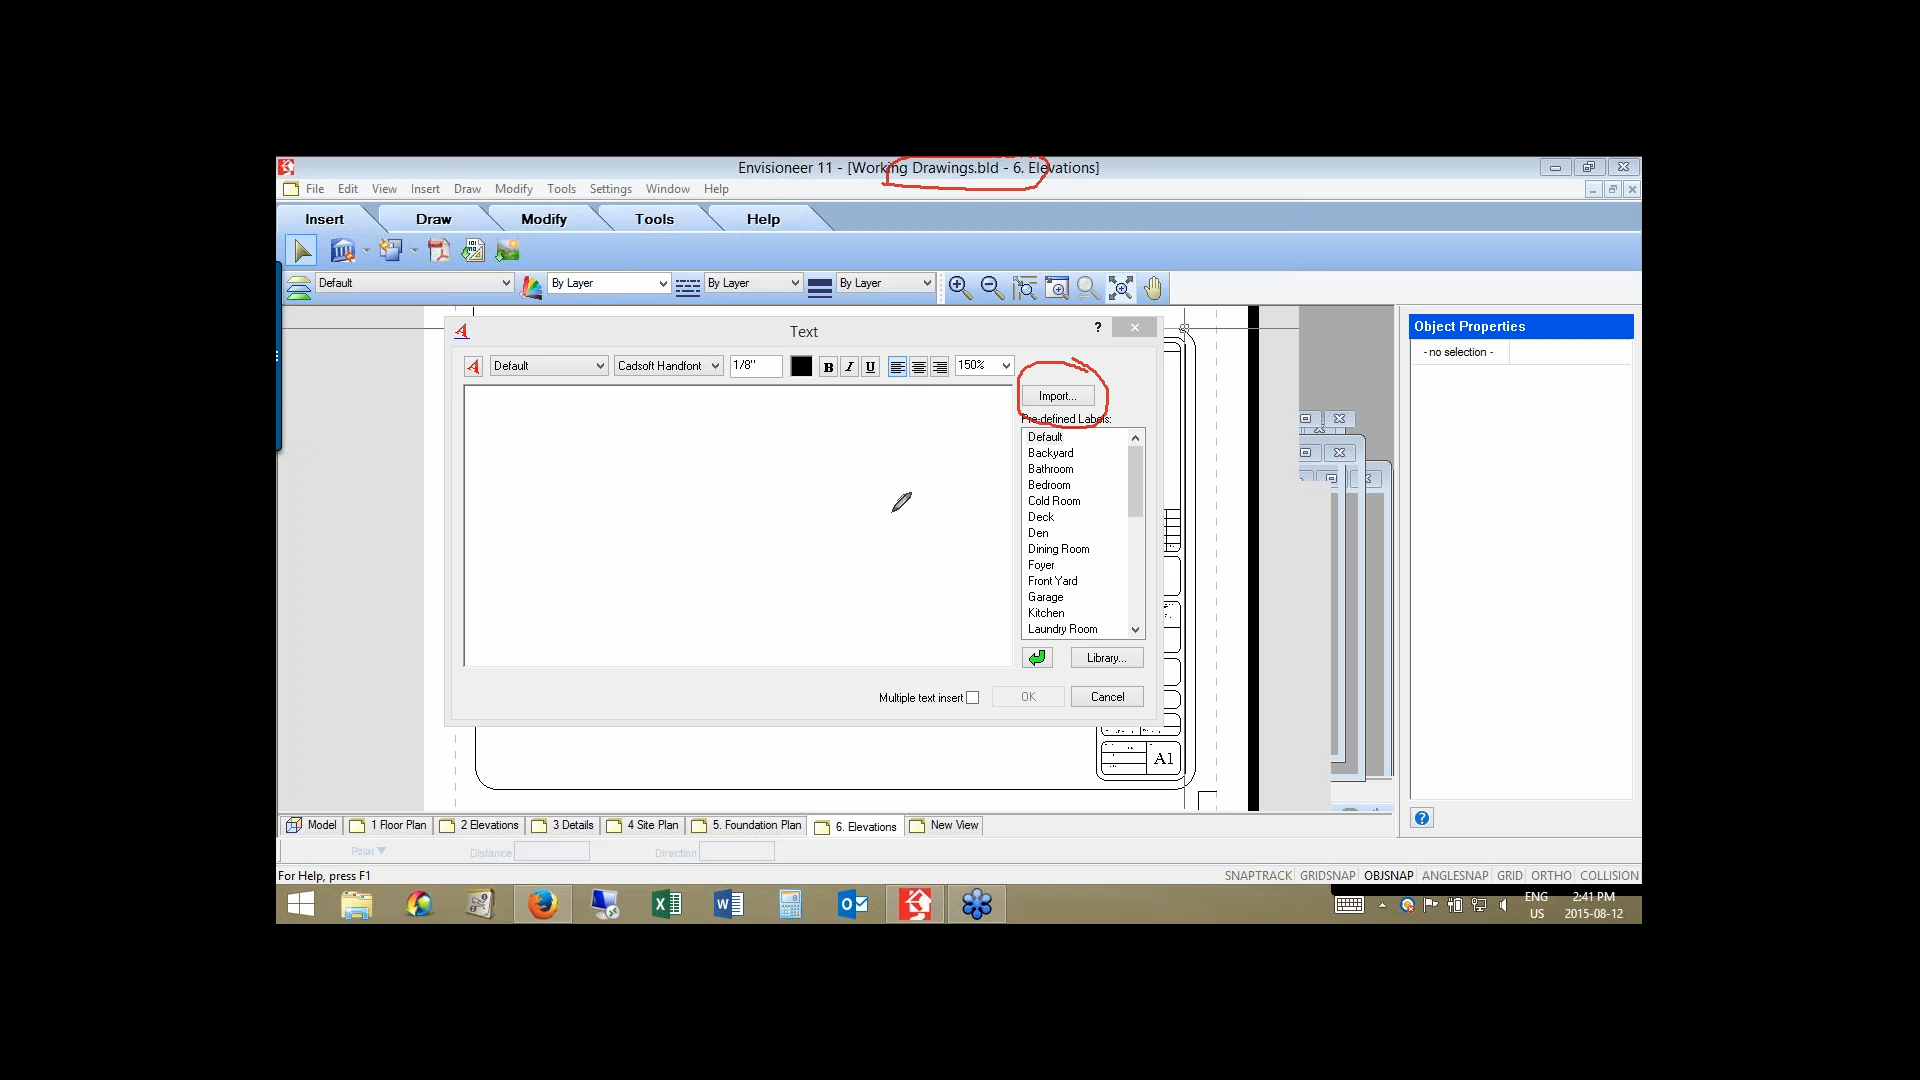 Envisioneer 11 - [Working Drawings.bld - 6. Elevations]
File Edit View Insert Draw Modify Tools Settings Window Help
Insert Draw Modify Tools Help
Default By Layer By Layer By Layer
Object Properties
- no selection -
Text
?
Default Cadsoft Handfont 1/8" B I U 150%
Import...
Pre-defined Labels:
Default
Backyard
Bathroom
Bedroom
Cold Room
Deck
Den
Dining Room
Foyer
Front Yard
Garage
Kitchen
Laundry Room
Library...
Multiple text insert OK Cancel
A1
Model 1 Floor Plan 2 Elevations 3 Details 4 Site Plan 5. Foundation Plan 6. Elevations New View
Polar Distance Direction
For Help, press F1 SNAPTRACK GRIDSNAP OBJSNAP ANGLESNAP GRID ORTHO COLLISION
ENG 2:41 PM
US 2015-08-12